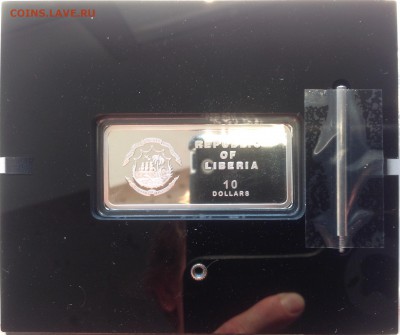 COINS.LAVE.RU
REPUBLIC
OF
LIBERIA
10
DOLLARS